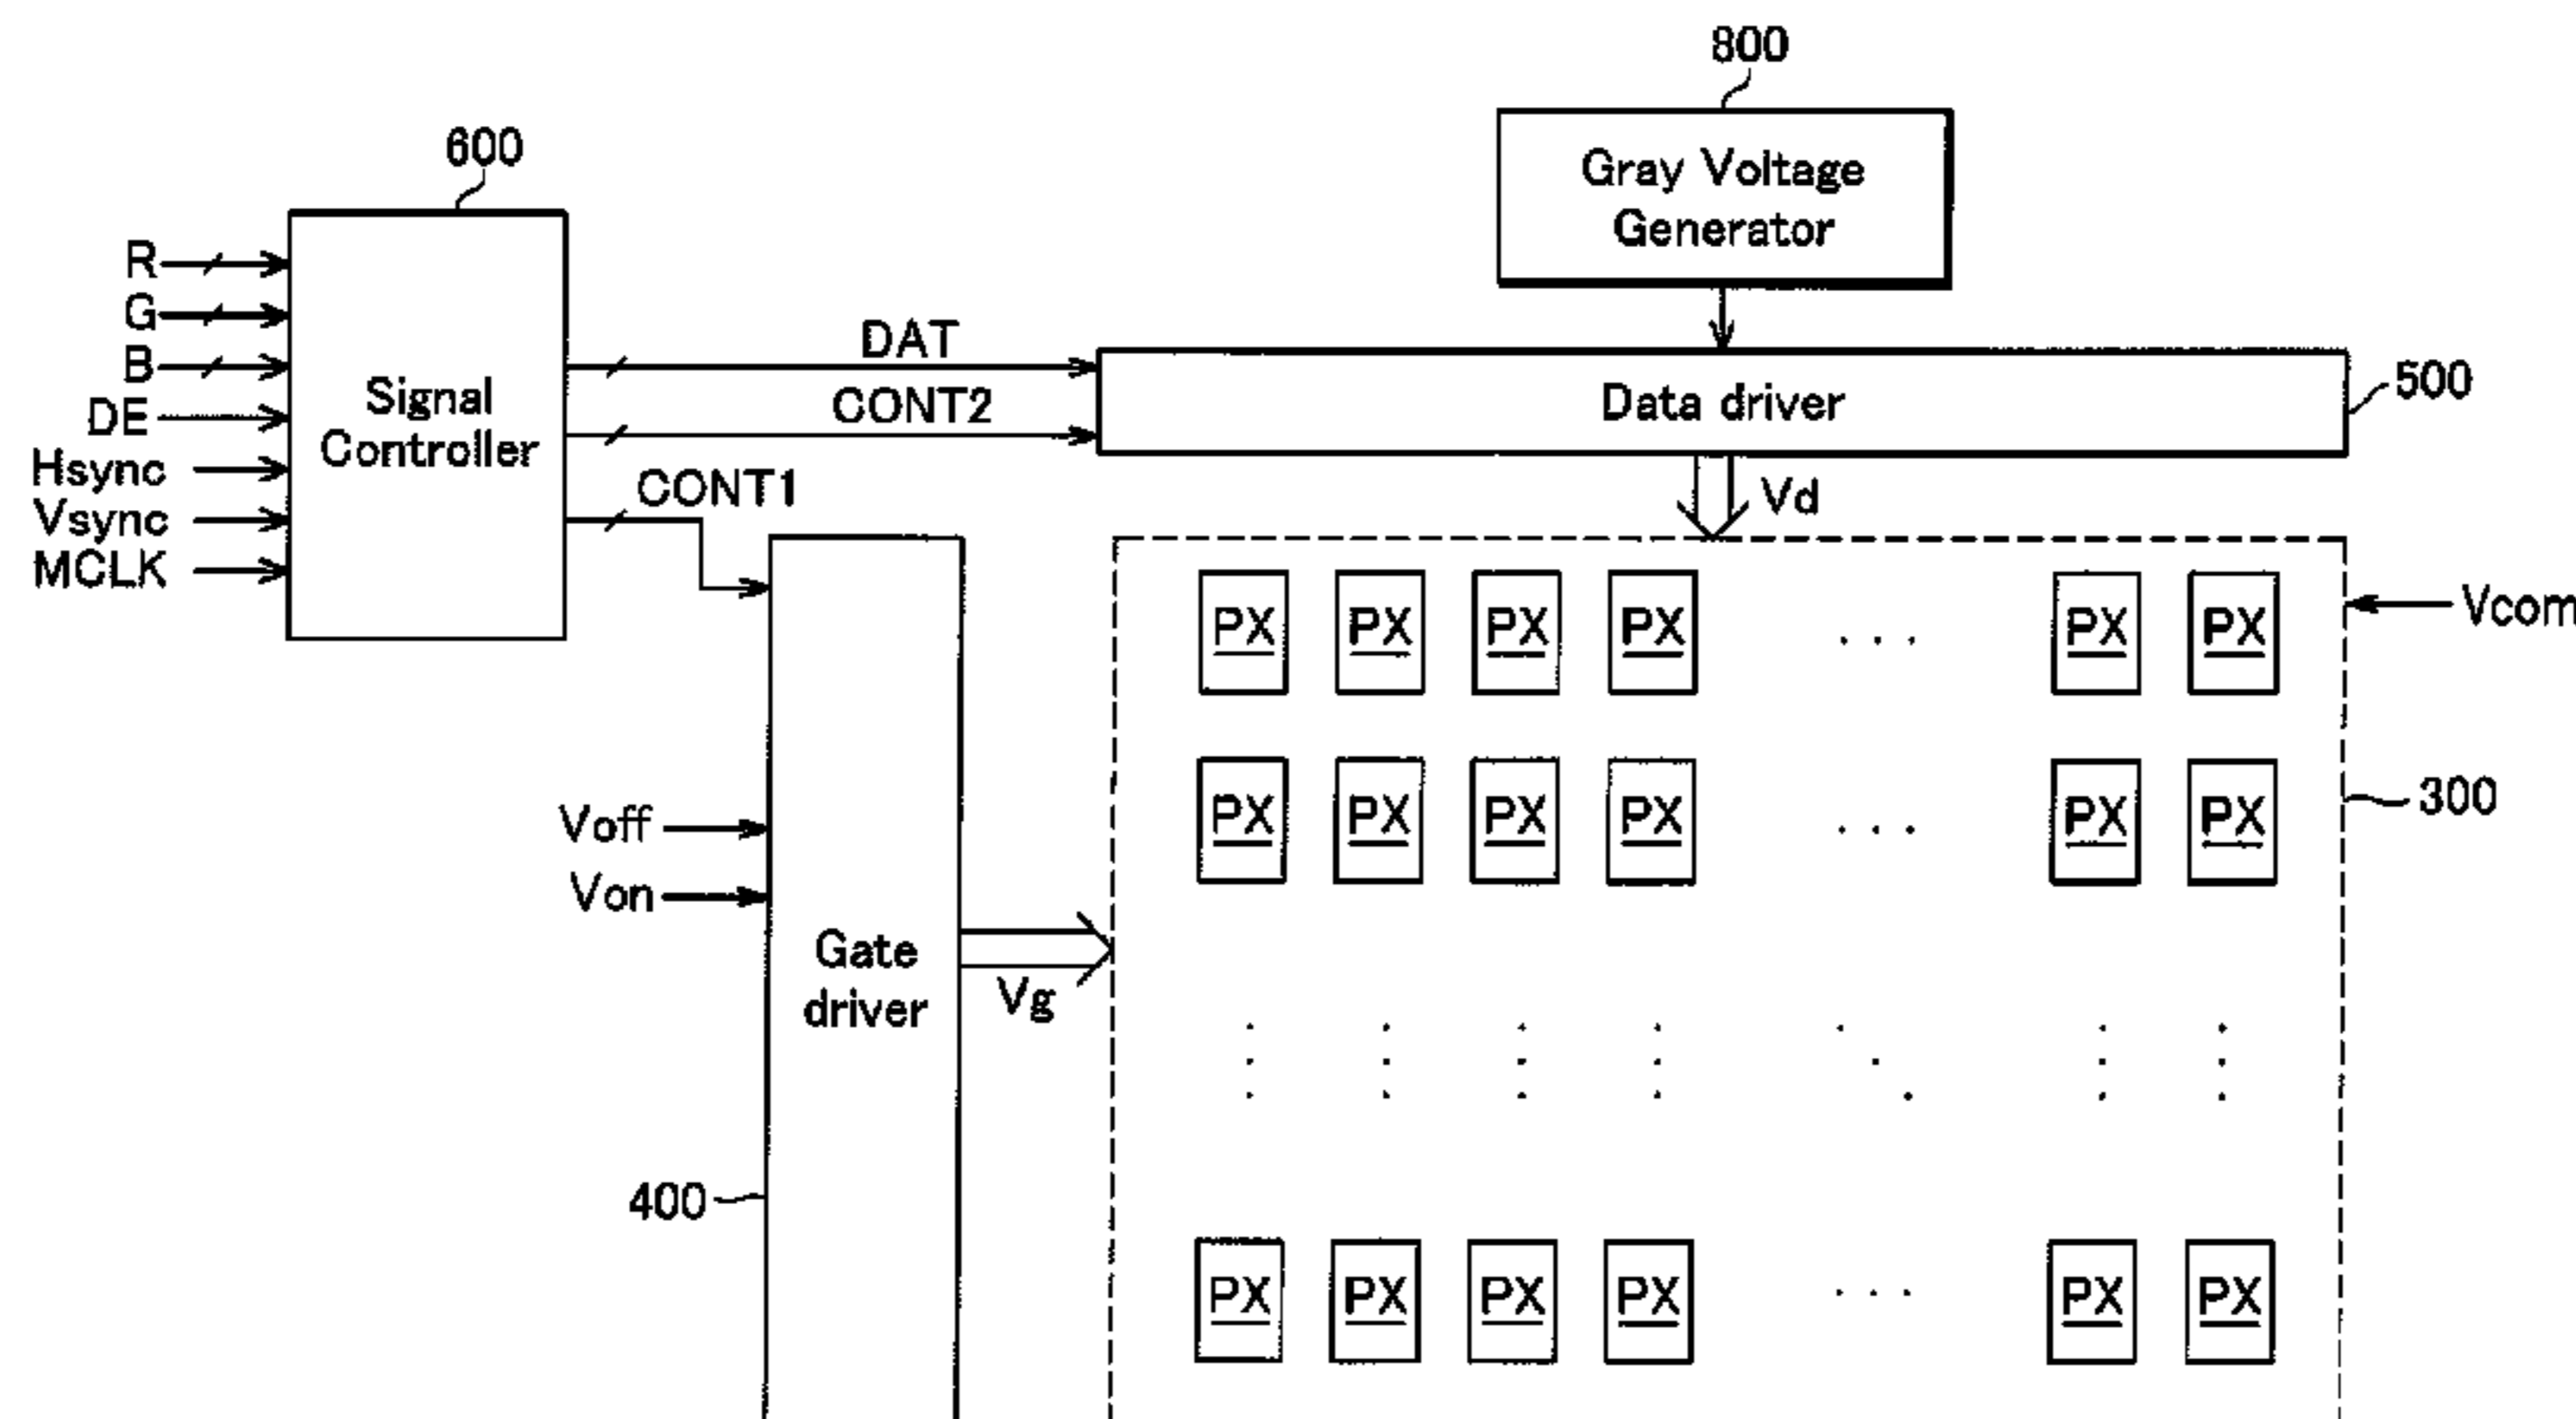 800
Gray Voltage
Generator
600
R
G
B
DE
Hsync
Vsync
MCLK
Signal
Controller
DAT
CONT2
CONT1
Data driver
500
Vd
Vcom
PX PX PX PX ... PX PX
Voff
Von
PX PX PX PX ... PX PX
300
Gate
driver
Vg
400
PX PX PX PX ... PX PX